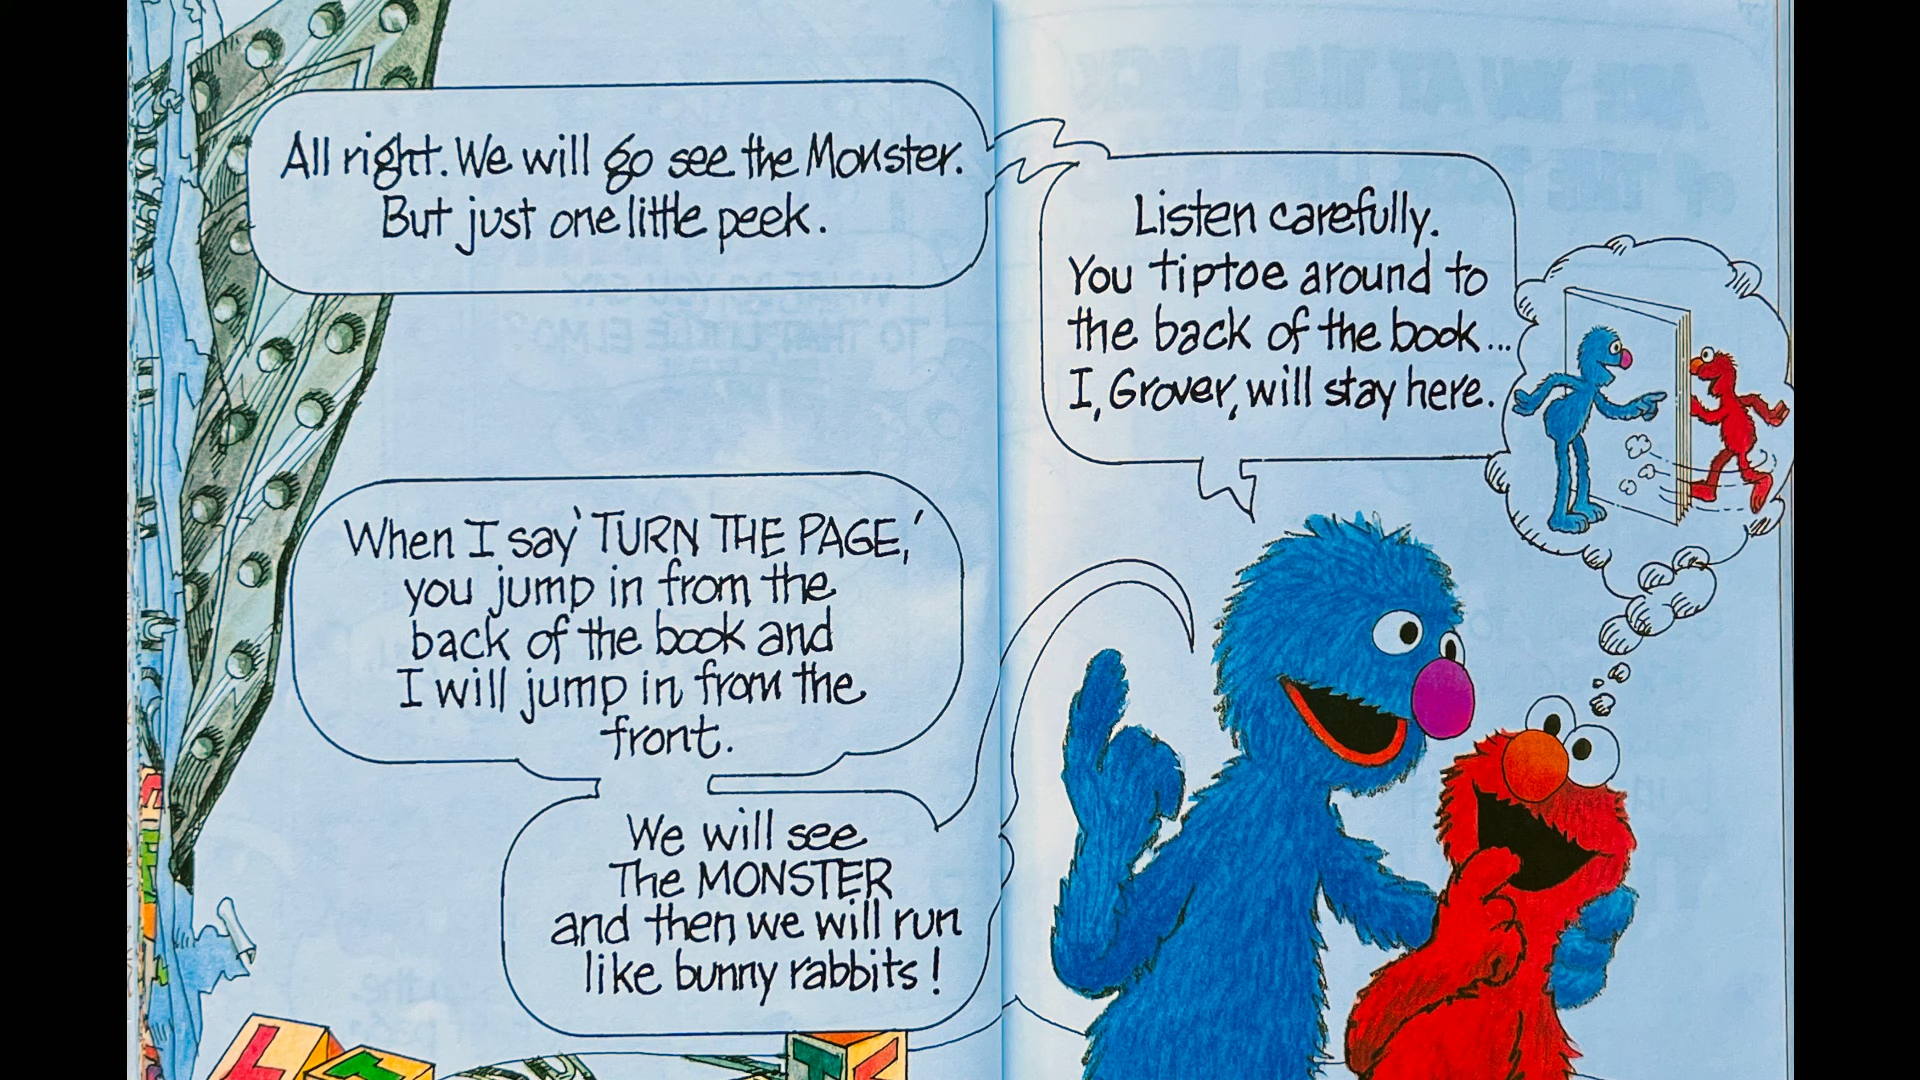 All right. We will go see the Monster.
But just one little peek.
Listen carefully.
You tiptoe around to
the back of the book...
I, Grover, will stay here.
When I say 'TURN THE PAGE,'
you jump in from the
back of the book and
I will jump in from the
front.
We will see
The MONSTER
and then we will run
like bunny rabbits!